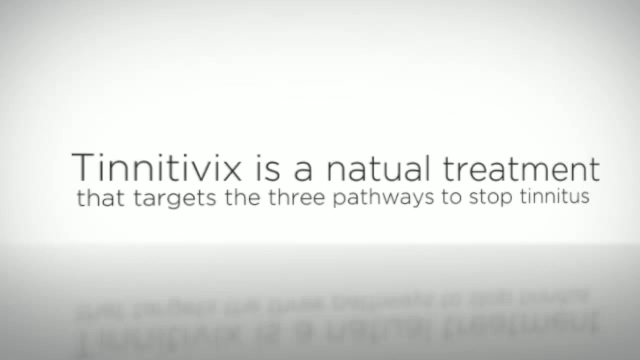 Tinnitivix is a natual treatment
that targets the three pathways to stop tinnitus